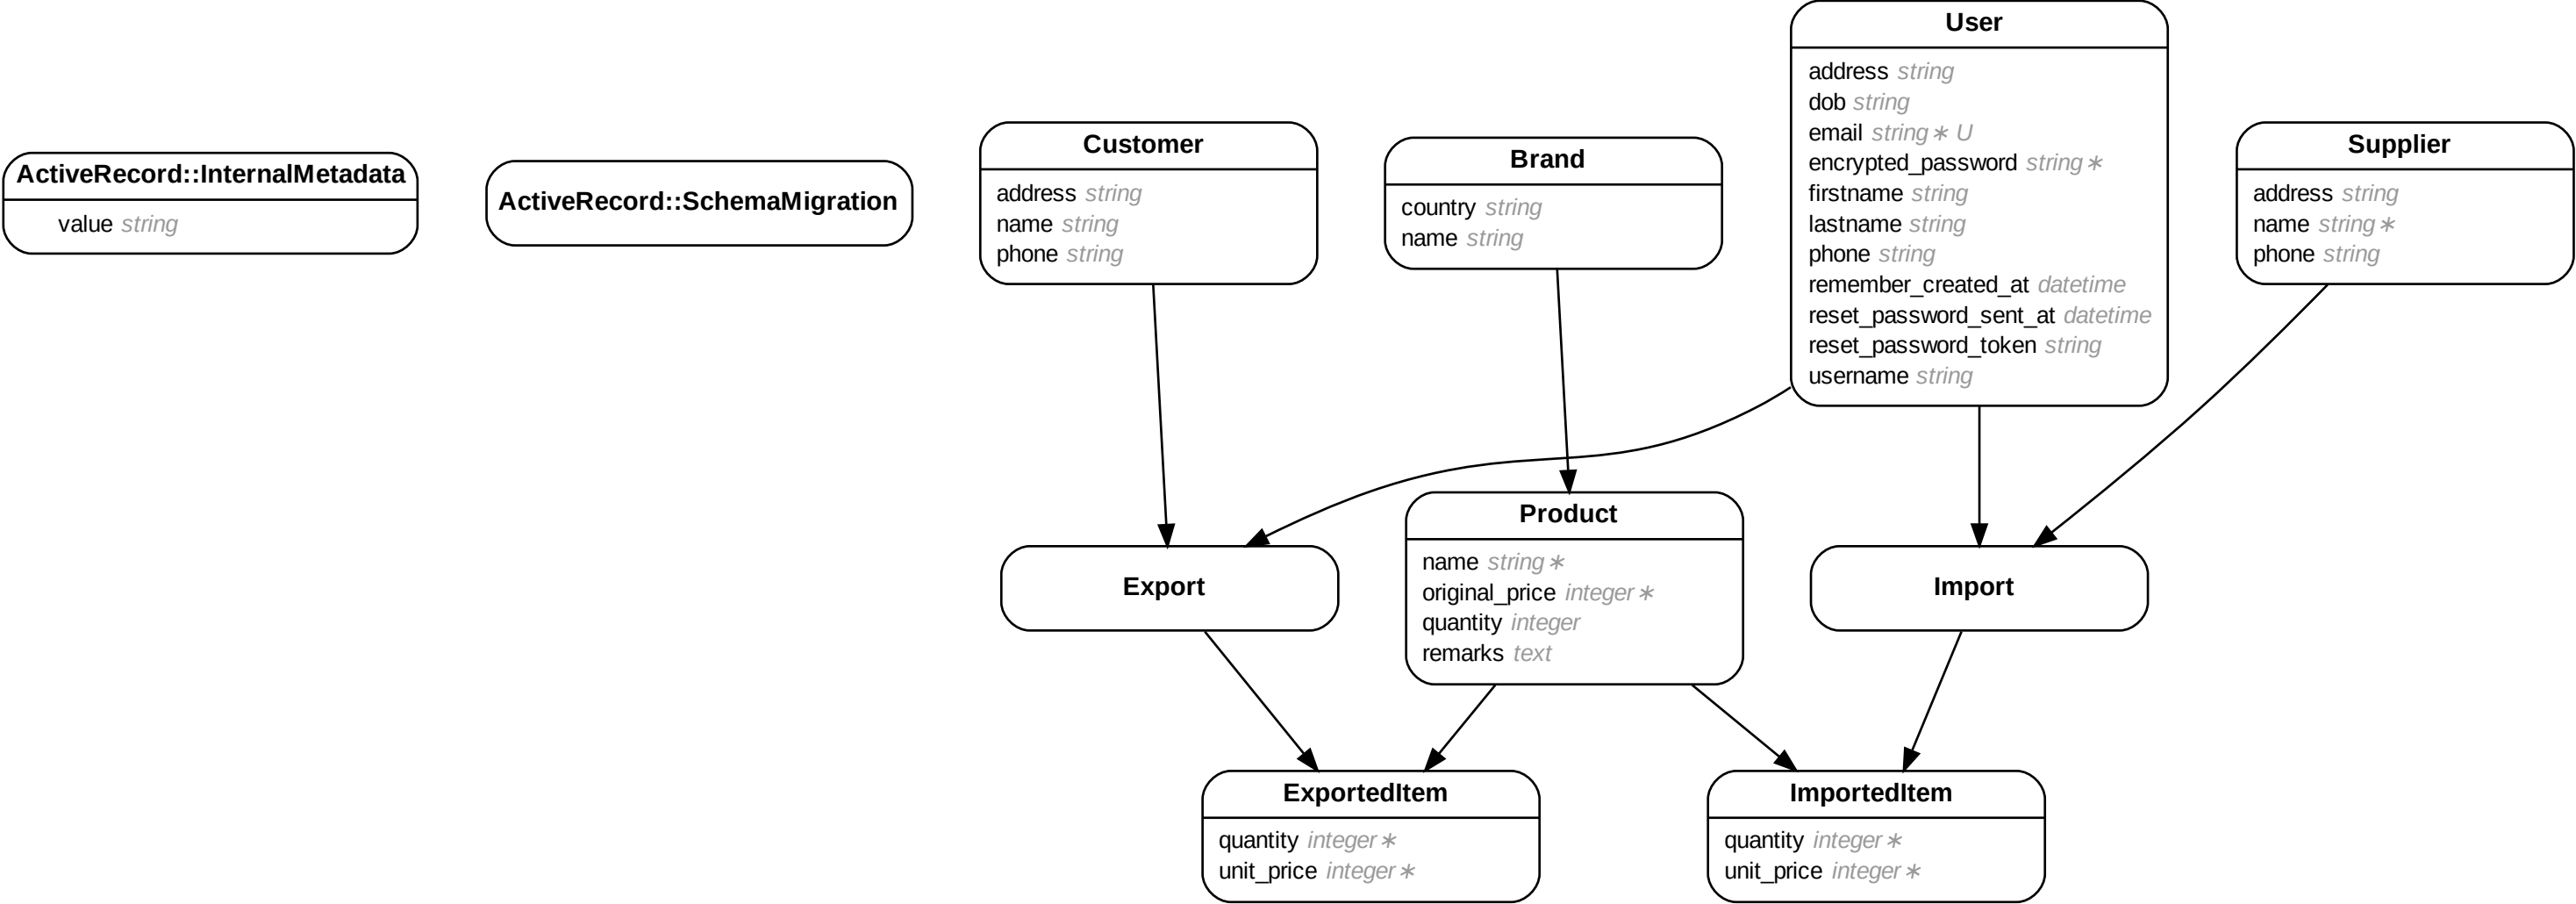 ActiveRecord::InternalMetadata
value string
ActiveRecord::SchemaMigration
Customer
address string
name string
phone string
Brand
country string
name string
User
address string
dob string
email string∗ U
encrypted_password string∗
firstname string
lastname string
phone string
remember_created_at datetime
reset_password_sent_at datetime
reset_password_token string
username string
Supplier
address string
name string∗
phone string
Export
Product
name string∗
original_price integer∗
quantity integer
remarks text
Import
ExportedItem
quantity integer∗
unit_price integer∗
ImportedItem
quantity integer∗
unit_price integer∗